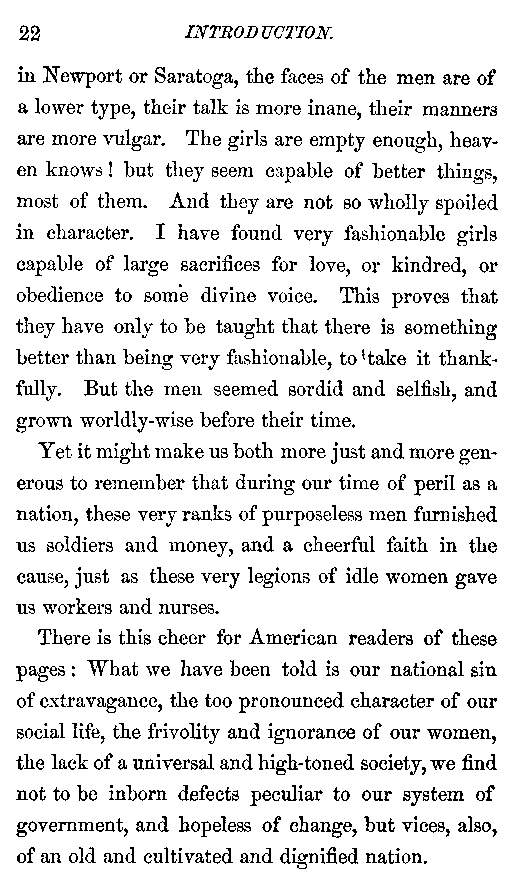 22 INTRODUCTION.
in Newport or Saratoga, the faces of the men are of
a lower type, their talk is more inane, their manners
are more vulgar. The girls are empty enough, heav-
en knows! but they seem capable of better things,
most of them. And they are not so wholly spoiled
in character. I have found very fashionable girls
capable of large sacrifices for love, or kindred, or
obedience to some divine voice. This proves that
they have only to be taught that there is something
better than being very fashionable, to take it thank-
fully. But the men seemed sordid and selfish, and
grown worldly-wise before their time.
Yet it might make us both more just and more gen-
erous to remember that during our time of peril as a
nation, these very ranks of purposeless men furnished
us soldiers and money, and a cheerful faith in the
cause, just as these very legions of idle women gave
us workers and nurses.
There is this cheer for American readers of these
pages: What we have been told is our national sin
of extravagance, the too pronounced character of our
social life, the frivolity and ignorance of our women,
the lack of a universal and high-toned society, we find
not to be inborn defects peculiar to our system of
government, and hopeless of change, but vices, also,
of an old and cultivated and dignified nation.